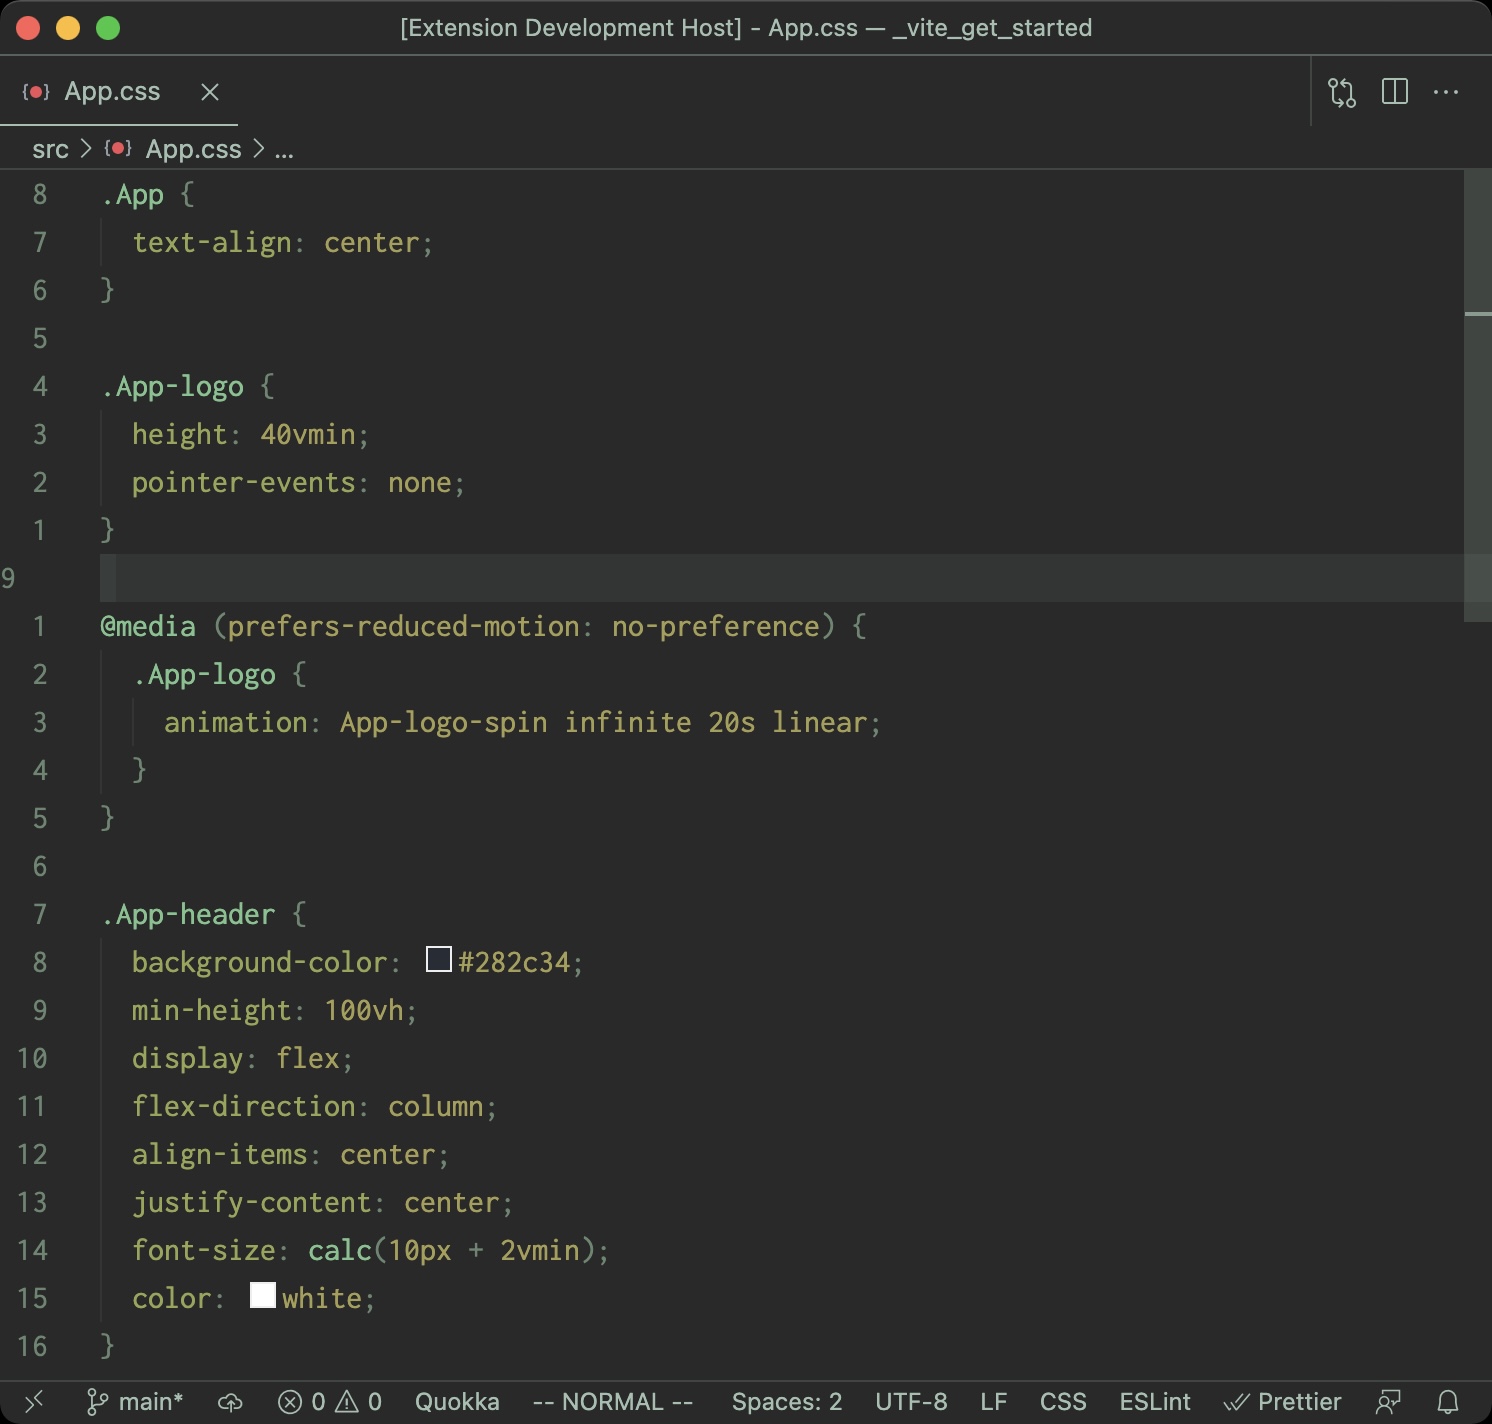 [Extension Development Host] - App.css — _vite_get_started
App.css
src > App.css > ...
8 .App {
7 text-align: center;
6 }
5
4 .App-logo {
3 height: 40vmin;
2 pointer-events: none;
1 }
9
1 @media (prefers-reduced-motion: no-preference) {
2 .App-logo {
3 animation: App-logo-spin infinite 20s linear;
4 }
5 }
6
7 .App-header {
8 background-color: #282c34;
9 min-height: 100vh;
10 display: flex;
11 flex-direction: column;
12 align-items: center;
13 justify-content: center;
14 font-size: calc(10px + 2vmin);
15 color: white;
16 }
main* 0 0 Quokka -- NORMAL -- Spaces: 2 UTF-8 LF CSS ESLint Prettier